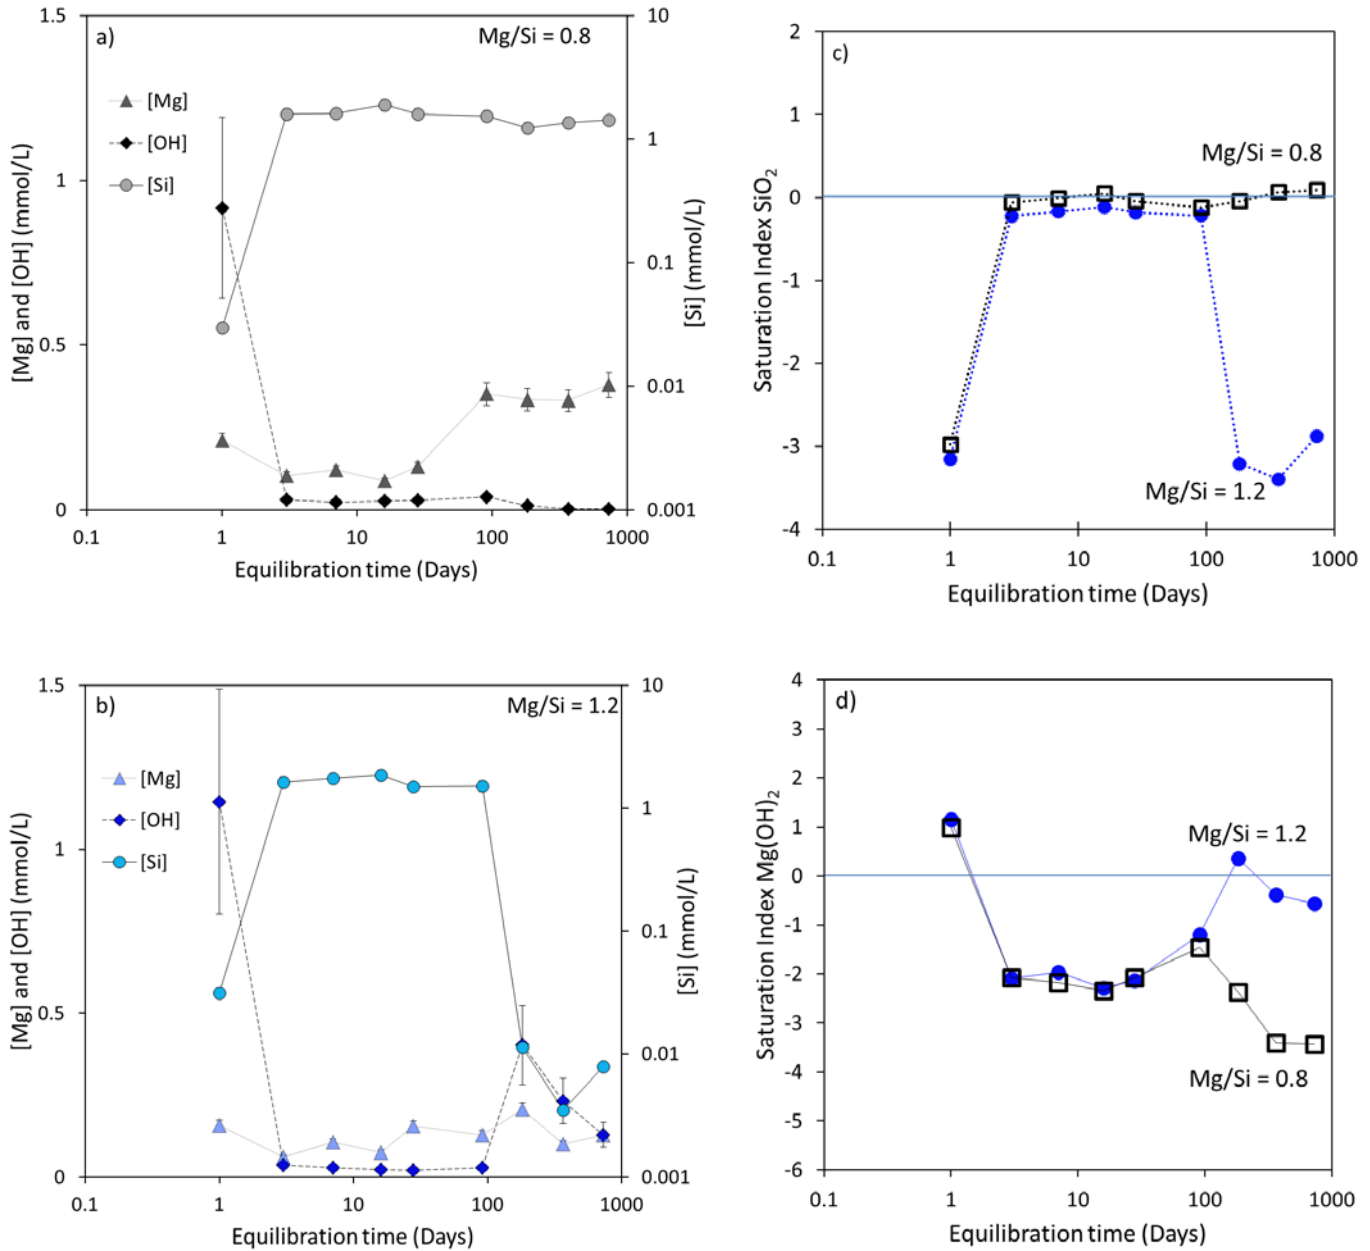 a)
Mg/Si = 0.8
[Mg]
[OH]
[Si]
1.5
1
0.5
0
10
1
0.1
0.01
0.001
0.1
1
10
100
1000
[Mg] and [OH] (mmol/L)
[Si] (mmol/L)
Equilibration time (Days)
c)
Mg/Si = 0.8
Mg/Si = 1.2
2
1
0
-1
-2
-3
-4
0.1
1
10
100
1000
Saturation Index SiO2
Equilibration time (Days)
b)
Mg/Si = 1.2
[Mg]
[OH]
[Si]
1.5
1
0.5
0
10
1
0.1
0.01
0.001
0.1
1
10
100
1000
[Mg] and [OH] (mmol/L)
[Si] (mmol/L)
Equilibration time (Days)
d)
Mg/Si = 1.2
Mg/Si = 0.8
4
3
2
1
0
-1
-2
-3
-4
-5
-6
0.1
1
10
100
1000
Saturation Index Mg(OH)2
Equilibration time (Days)